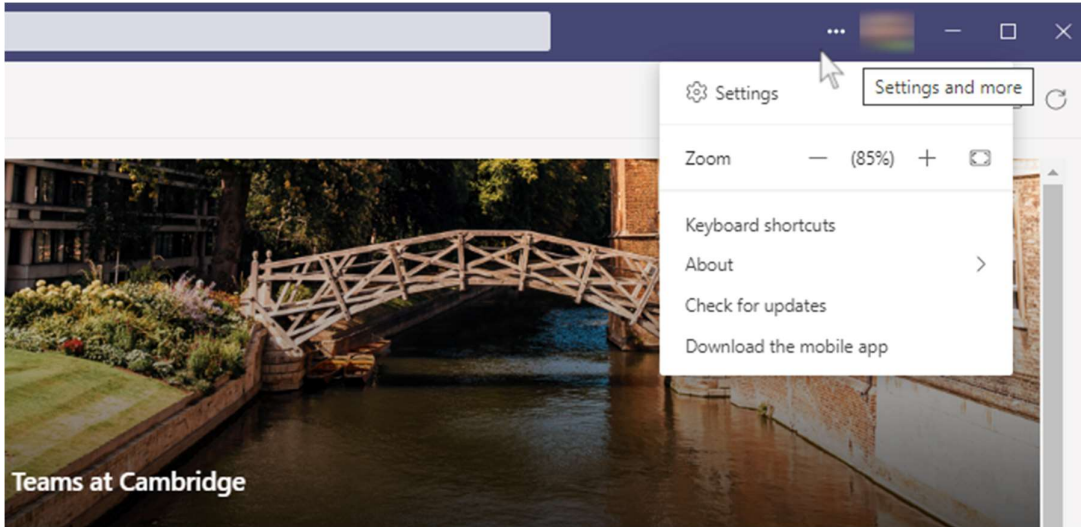 Settings
Settings and more
Zoom
(85%)
Keyboard shortcuts
About
Check for updates
Download the mobile app
Teams at Cambridge